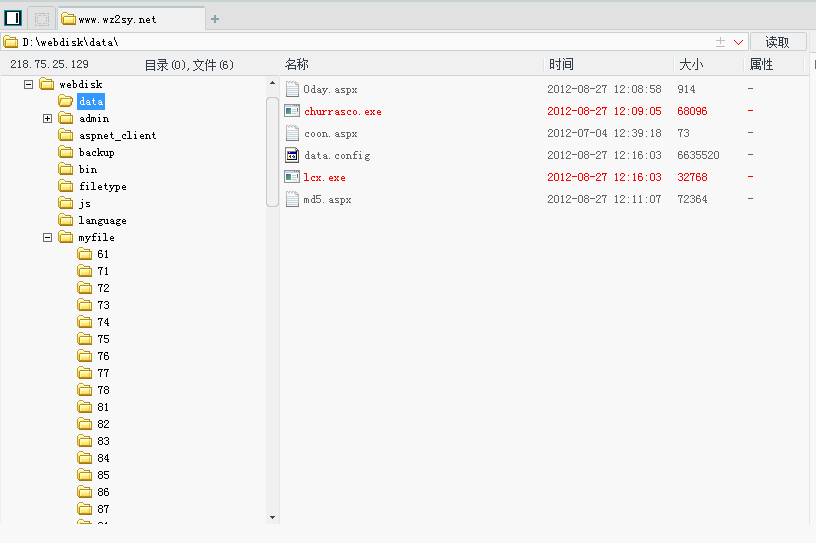 www.wz2sy.net
D:\webdisk\data\ 读取
218.75.25.129 目录(0),文件(6) 名称 时间 大小 属性
webdisk
data
admin
aspnet_client
backup
bin
filetype
js
language
myfile
61
71
72
73
74
75
76
77
78
81
82
83
84
85
86
87
0day.aspx 2012-08-27 12:08:58 914 -
churrasco.exe 2012-08-27 12:09:05 68096 -
coon.aspx 2012-07-04 12:39:18 73 -
data.config 2012-08-27 12:16:03 6635520 -
lcx.exe 2012-08-27 12:16:03 32768 -
md5.aspx 2012-08-27 12:11:07 72364 -